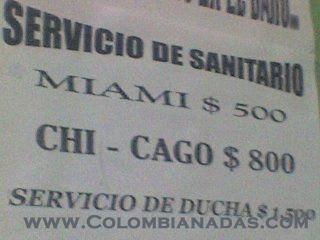 SERVICIO DE SANITARIO
MIAMI $ 500
CHI - CAGO $ 800
SERVICIO DE DUCHA $ 1.500
WWW.COLOMBIANADAS.COM